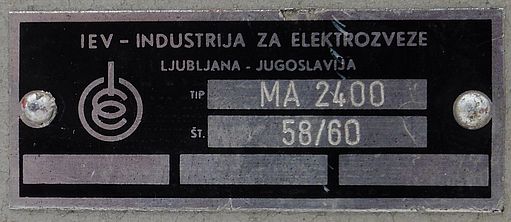 IEV - INDUSTRIJA ZA ELEKTROZVEZE
LJUBLJANA - JUGOSLAVIJA
TIP MA 2400
ŠT. 58/60